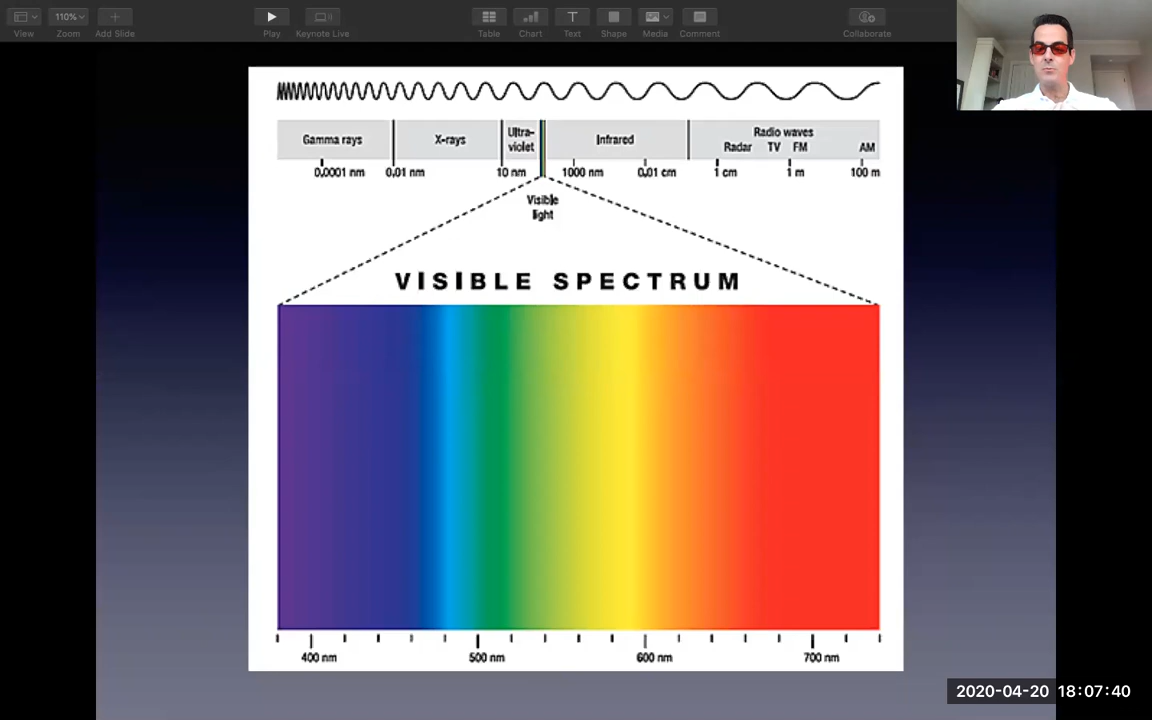 110%
View
Zoom
Add Slide
Play
Keynote Live
Table
Chart
Text
Shape
Media
Comment
Collaborate
Gamma rays
X-rays
Ultra-
violet
Infrared
Radio waves
Radar TV FM AM
0,0001 nm 0,01 nm 10 nm 1000 nm 0,01 cm 1 cm 1 m 100 m
Visible
light
VISIBLE SPECTRUM
400 nm 500 nm 600 nm 700 nm
2020-04-20 18:07:40